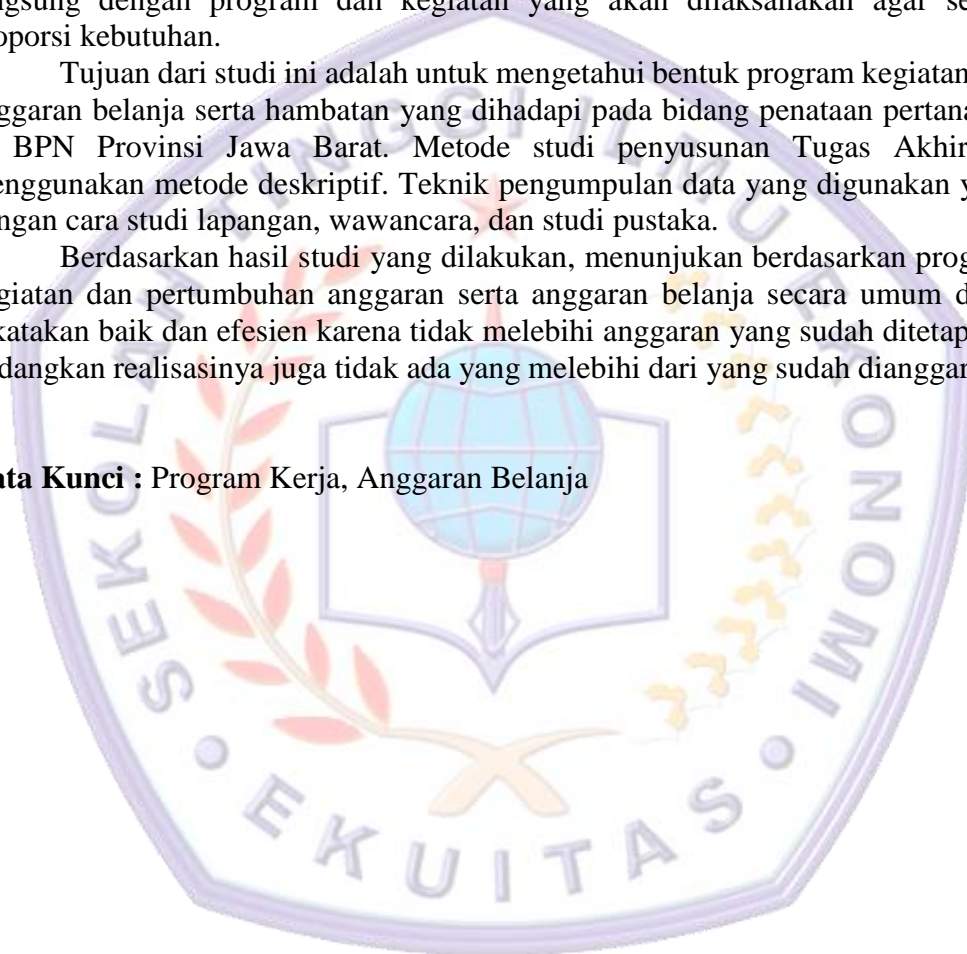 ngsung dengan program dan kegiatan yang akan dilaksanakan agar se
oporsi kebutuhan.
Tujuan dari studi ini adalah untuk mengetahui bentuk program kegiatan
ggaran belanja serta hambatan yang dihadapi pada bidang penataan pertana
BPN Provinsi Jawa Barat. Metode studi penyusunan Tugas Akhir
enggunakan metode deskriptif. Teknik pengumpulan data yang digunakan y
ngan cara studi lapangan, wawancara, dan studi pustaka.
Berdasarkan hasil studi yang dilakukan, menunjukan berdasarkan prog
giatan dan pertumbuhan anggaran serta anggaran belanja secara umum d
katakan baik dan efesien karena tidak melebihi anggaran yang sudah ditetap
dangkan realisasinya juga tidak ada yang melebihi dari yang sudah dianggar
ata Kunci : Program Kerja, Anggaran Belanja
SEKOLAH TINGGI ILMU EKONOMI
• EKUITAS •